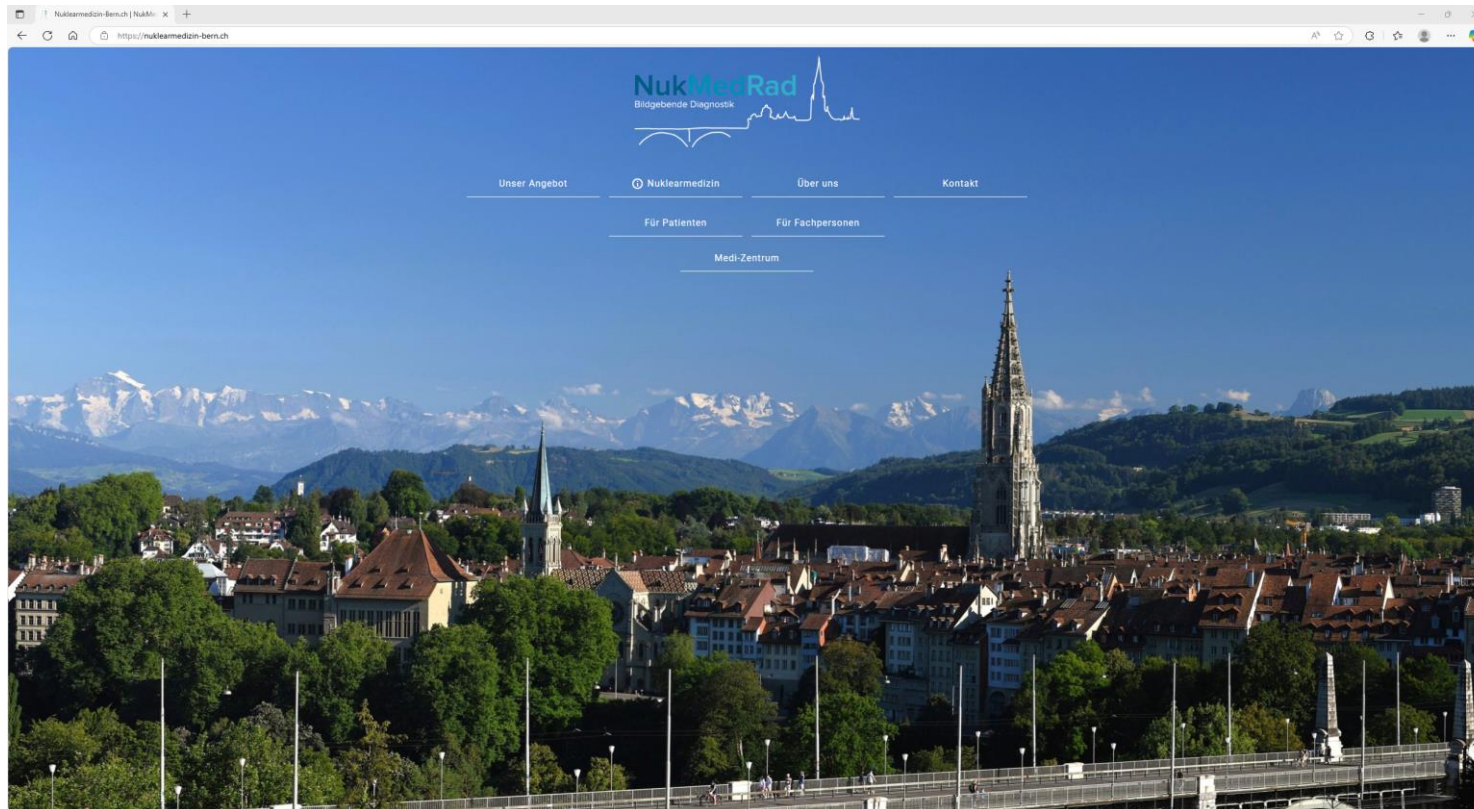 Nuklearmedizin-Bern.ch | NukMe
https://nuklearmedizin-bern.ch
NukMedRad
Bildgebende Diagnostik
Unser Angebot
Nuklearmedizin
Über uns
Kontakt
Für Patienten
Für Fachpersonen
Medi-Zentrum